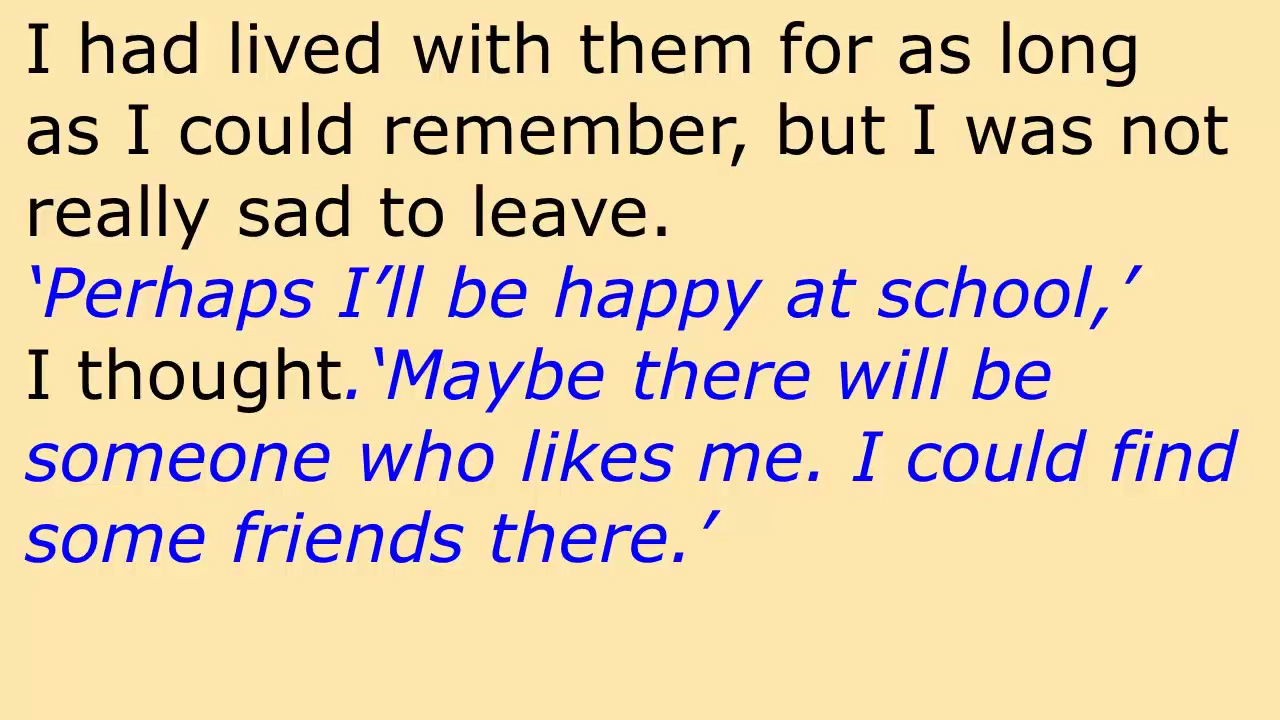 I had lived with them for as long
as I could remember, but I was not
really sad to leave.
‘Perhaps I’ll be happy at school,’
I thought.‘Maybe there will be
someone who likes me. I could find
some friends there.’